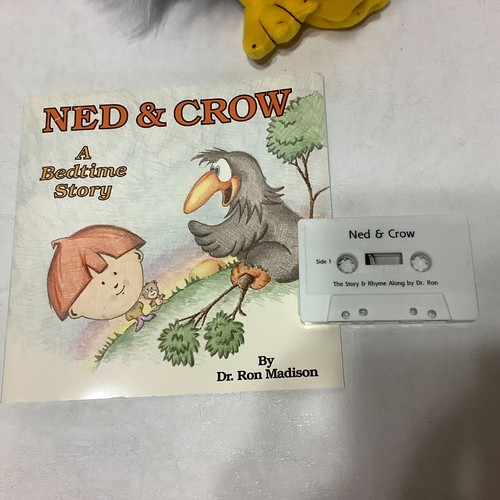 NED & CROW
A
Bedtime
Story
By
Dr. Ron Madison
Ned & Crow
Side 1
The Story & Rhyme Along by Dr. Ron